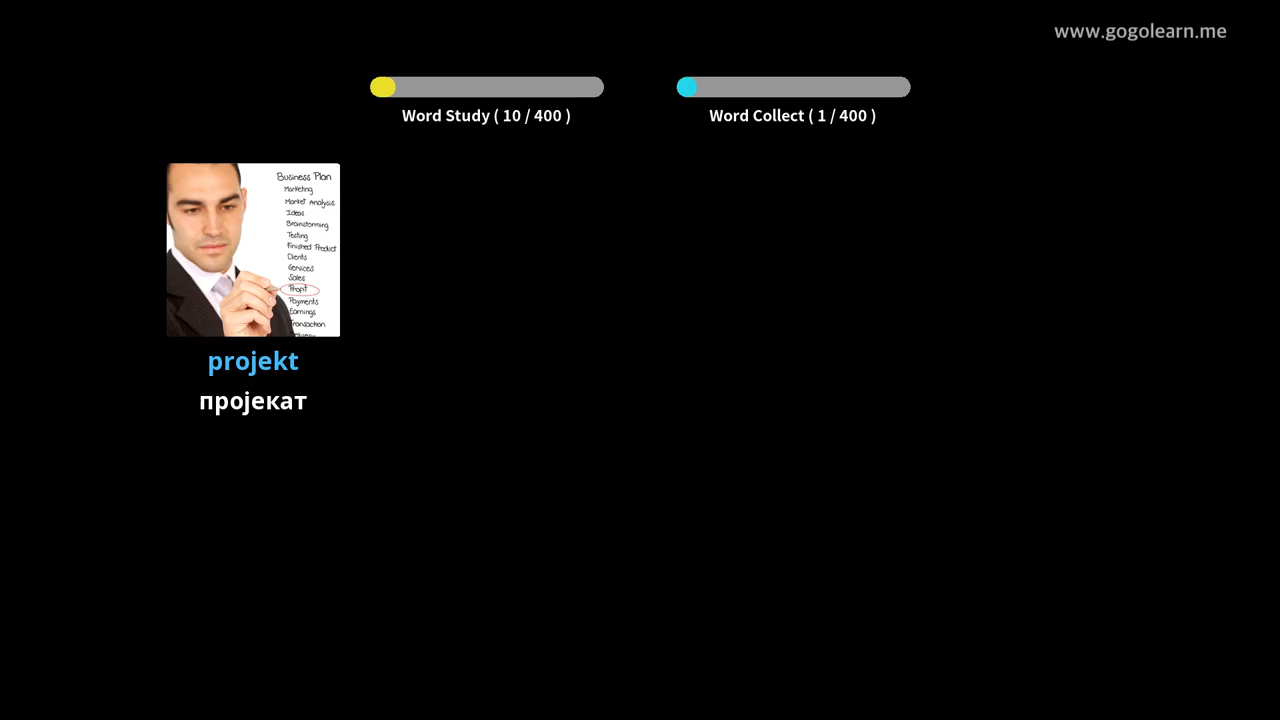 www.gogolearn.me
Word Study ( 10 / 400 )
Word Collect ( 1 / 400 )
Business Plan
Marketing
Market Analysis
Ideas
Brainstorming
Testing
Finished Product
Clients
Services
Sales
Profit
Payments
Earnings
Transaction
Delivery
projekt
пројекат